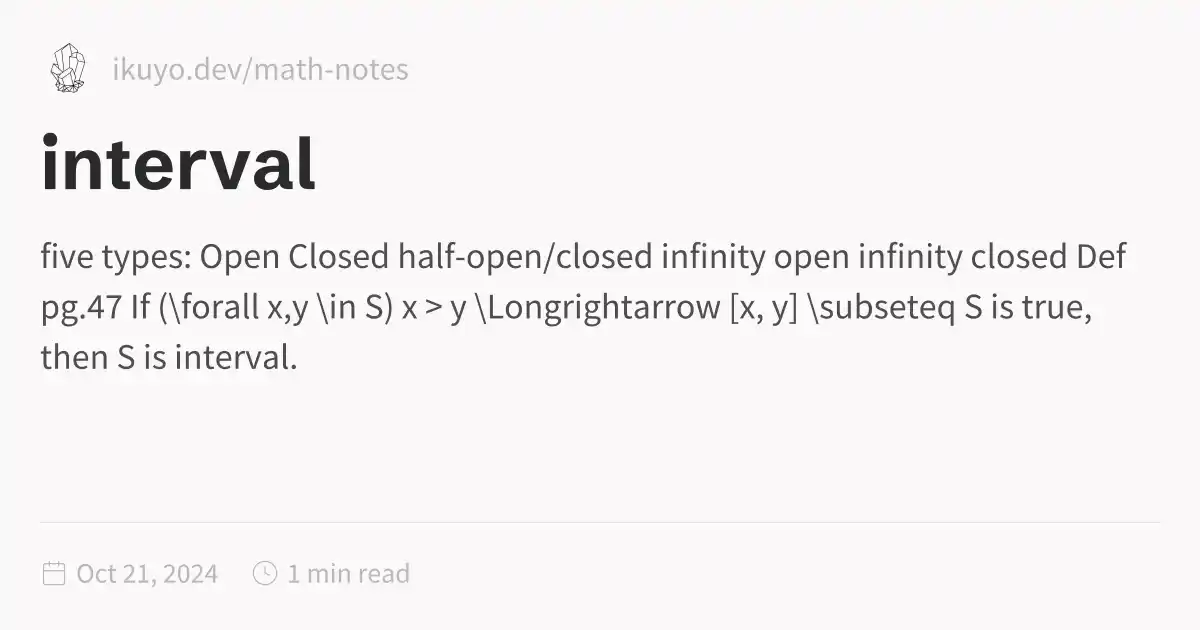 ikuyo.dev/math-notes
interval
five types: Open Closed half-open/closed infinity open infinity closed Def
pg.47 If (\forall x,y \in S) x > y \Longrightarrow [x, y] \subseteq S is true,
then S is interval.
Oct 21, 2024 1 min read